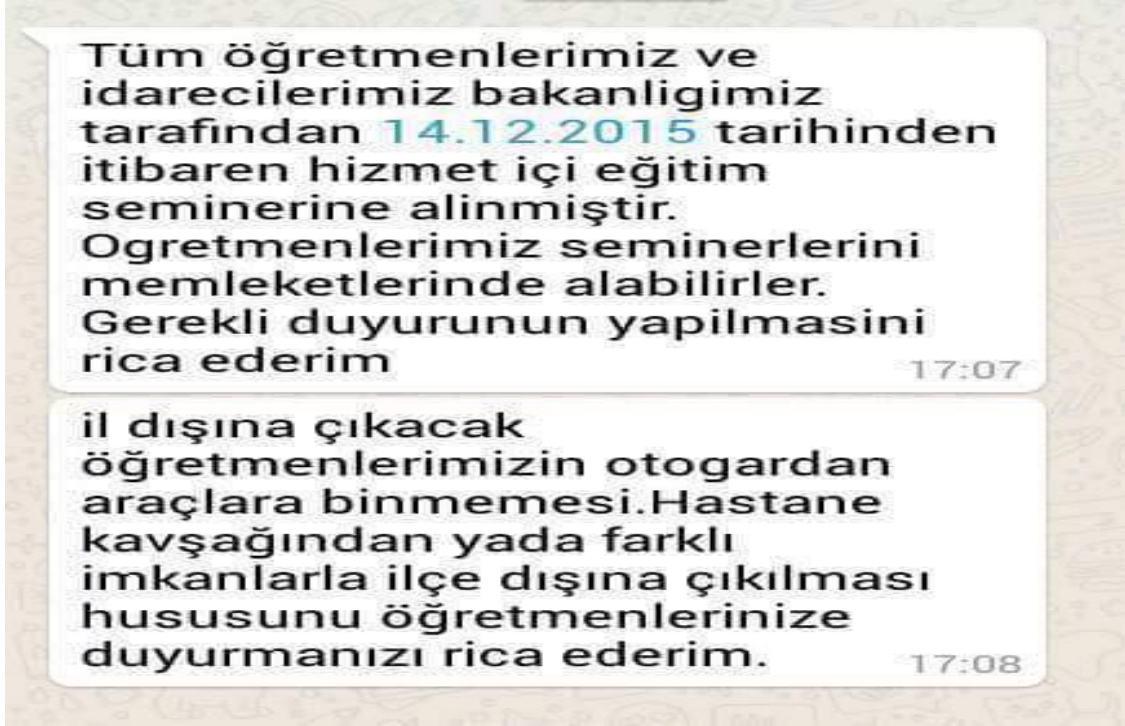 Tüm öğretmenlerimiz ve
idarecilerimiz bakanligimiz
tarafından 14.12.2015 tarihinden
itibaren hizmet içi eğitim
seminerine alinmiştir.
Ogretmenlerimiz seminerlerini
memleketlerinde alabilirler.
Gerekli duyurunun yapilmasini
rica ederim
17:07
il dışına çıkacak
öğretmenlerimizin otogardan
araçlara binmemesi.Hastane
kavşağından yada farklı
imkanlarla ilçe dışına çıkılması
hususunu öğretmenlerinize
duyurmanızı rica ederim.
17:08